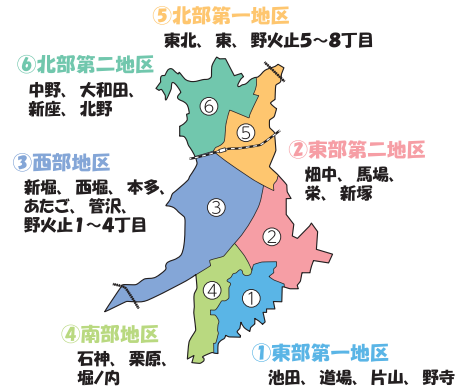 ⑤北部第一地区
東北、東、野火止5〜8丁目
⑥北部第二地区
中野、大和田、
新座、北野
②東部第二地区
畑中、馬場、
栄、新塚
③西部地区
新堀、西堀、本多、
あたご、菅沢、
野火止1〜4丁目
⑥
⑤
③
②
④
①
④南部地区
石神、栗原、
堀ノ内
①東部第一地区
池田、道場、片山、野寺